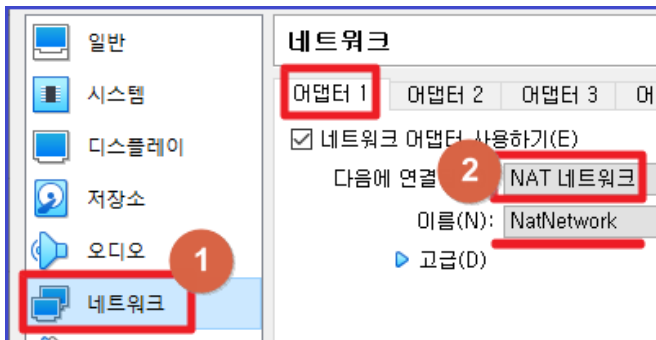 일반
시스템
디스플레이
저장소
오디오
1
네트워크
네트워크
어댑터 1
어댑터 2
어댑터 3
네트워크 어댑터 사용하기(E)
다음에 연결
2
NAT 네트워크
이름(N):
NatNetwork
고급(D)